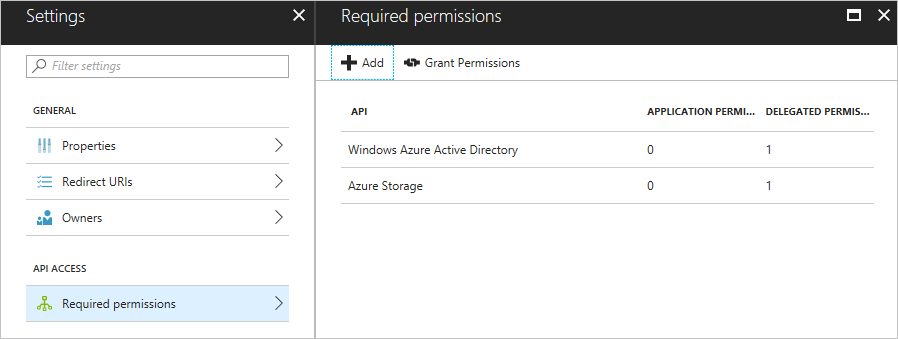 Settings
Required permissions
Filter settings
Add Grant Permissions
GENERAL
Properties
Redirect URIs
Owners
API ACCESS
Required permissions
API APPLICATION PERMI... DELEGATED PERMIS...
Windows Azure Active Directory 0 1
Azure Storage 0 1